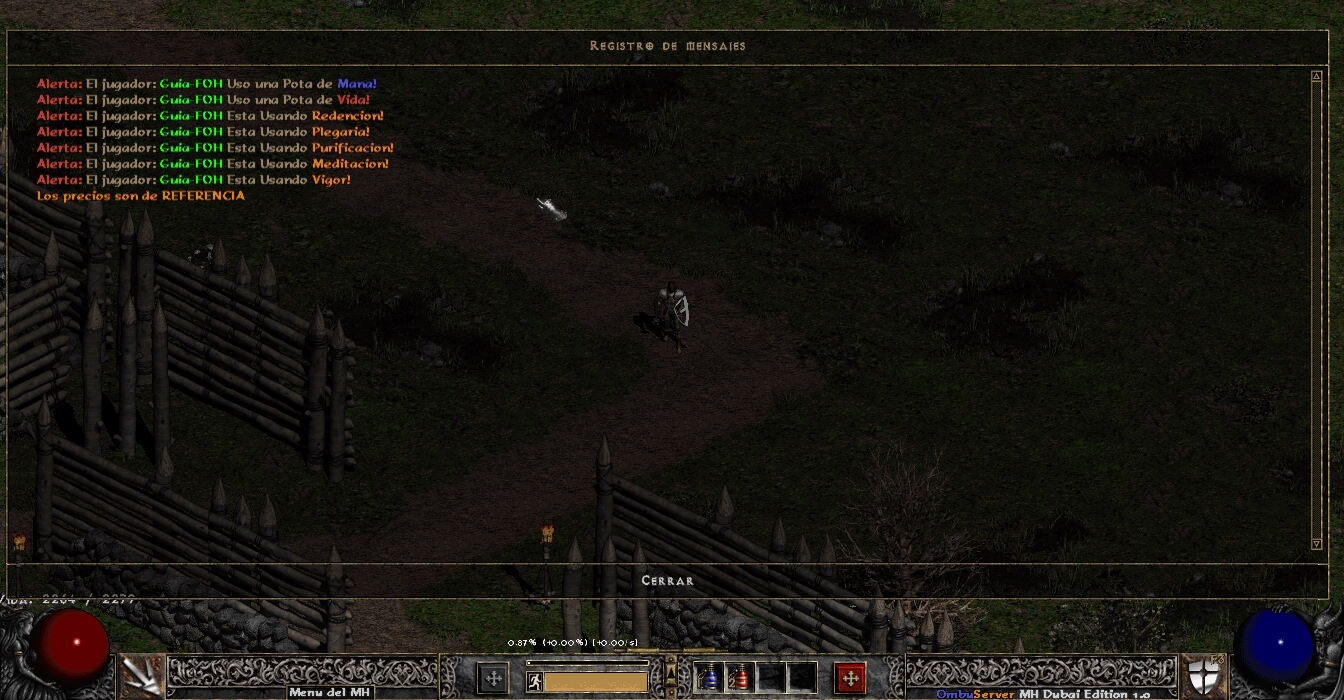 Registro de mensajes
Alerta: El jugador: Guia-FOH Uso una Pota de Mana!
Alerta: El jugador: Guia-FOH Uso una Pota de Vida!
Alerta: El jugador: Guia-FOH Esta Usando Redencion!
Alerta: El jugador: Guia-FOH Esta Usando Plegaria!
Alerta: El jugador: Guia-FOH Esta Usando Purificacion!
Alerta: El jugador: Guia-FOH Esta Usando Meditacion!
Alerta: El jugador: Guia-FOH Esta Usando Vigor!
Los precios son de REFERENCIA
Cerrar
0.87% (+0.00%) (+0.00/s)
Menu del MH
OmbuServer MH Dubai Edition 1.0